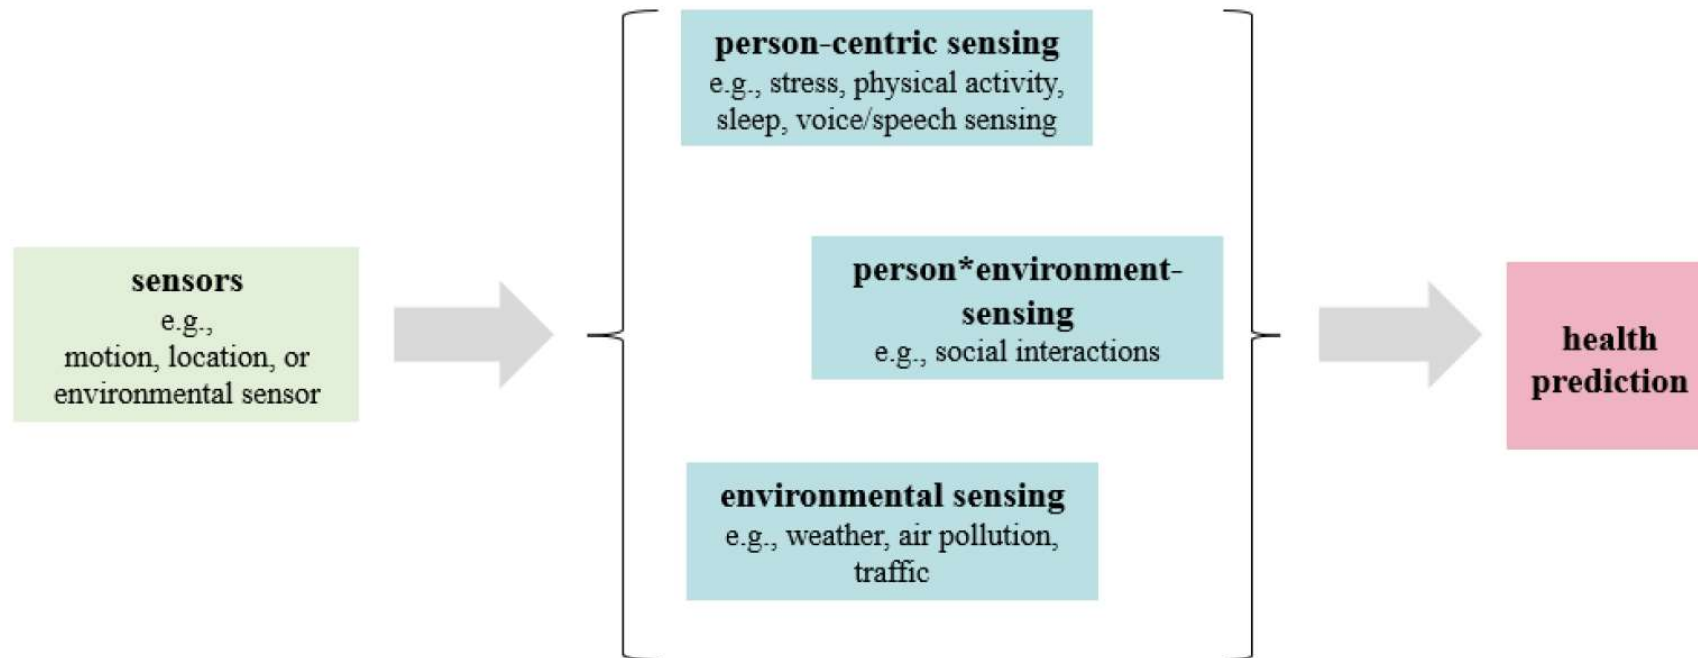 person-centric sensing
e.g., stress, physical activity,
sleep, voice/speech sensing
sensors
e.g.,
motion, location, or
environmental sensor
person*environment-
sensing
e.g., social interactions
environmental sensing
e.g., weather, air pollution,
traffic
health
prediction